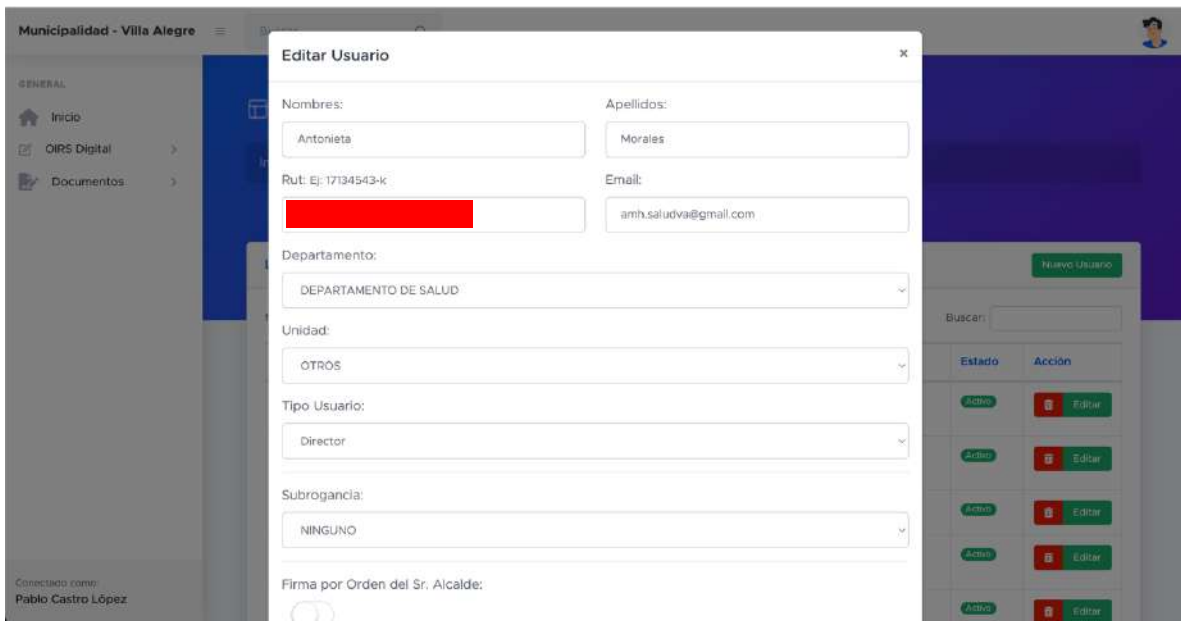 Municipalidad - Villa Alegre
Editar Usuario
×
GENERAL
Inicio
OIRS Digital
Documentos
Nombres:
Apellidos:
Antonieta
Morales
Rut: Ej: 17134543-k
Email:
amh.saludva@gmail.com
Departamento:
DEPARTAMENTO DE SALUD
Nuevo Usuario
Unidad:
Buscar:
OTROS
Estado
Acción
Tipo Usuario:
Activo
Editar
Director
Activo
Editar
Subrogancia:
NINGUNO
Activo
Editar
Activo
Editar
Firma por Orden del Sr. Alcalde:
Conectado como:
Pablo Castro López
Activo
Editar